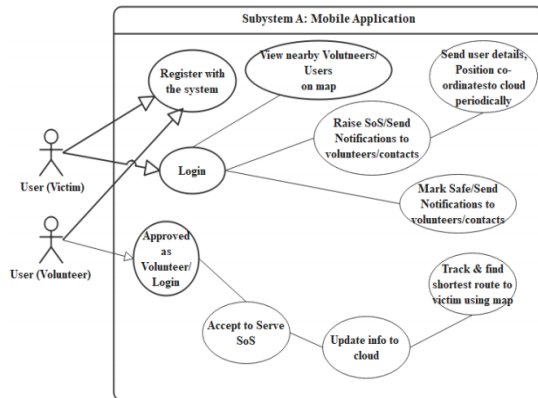 Subystem A: Mobile Application
Register with
the system
View nearby Volutneers/
Users
on map
Send user details,
Position co-
ordinatesto cloud
periodically
Raise SoS/Send
Notifications to
volunteers/contacts
Login
User (Victim)
Mark Safe/Send
Notifications to
volunteers/contacts
User (Volunteer)
Approved
as
Volunteer/
Login
Track & find
shortest route to
victim using map
Accept to Serve
SoS
Update info to
cloud